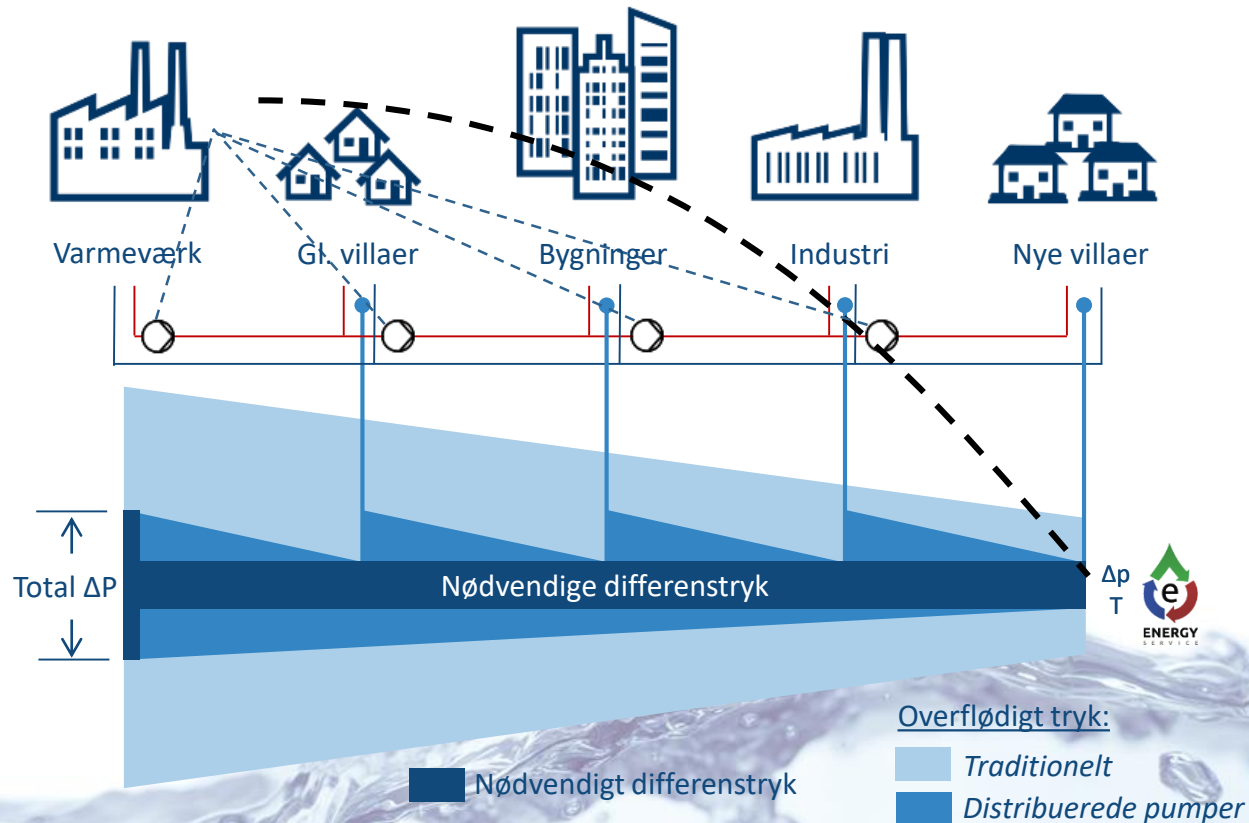 Varmeværk
Gl. villaer
Bygninger
Industri
Nye villaer
Total ΔP
Nødvendige differenstryk
Δp
T
e
ENERGY
SERVICE
Overflødigt tryk:
Traditionelt
Nødvendigt differenstryk
Distribuerede pumper